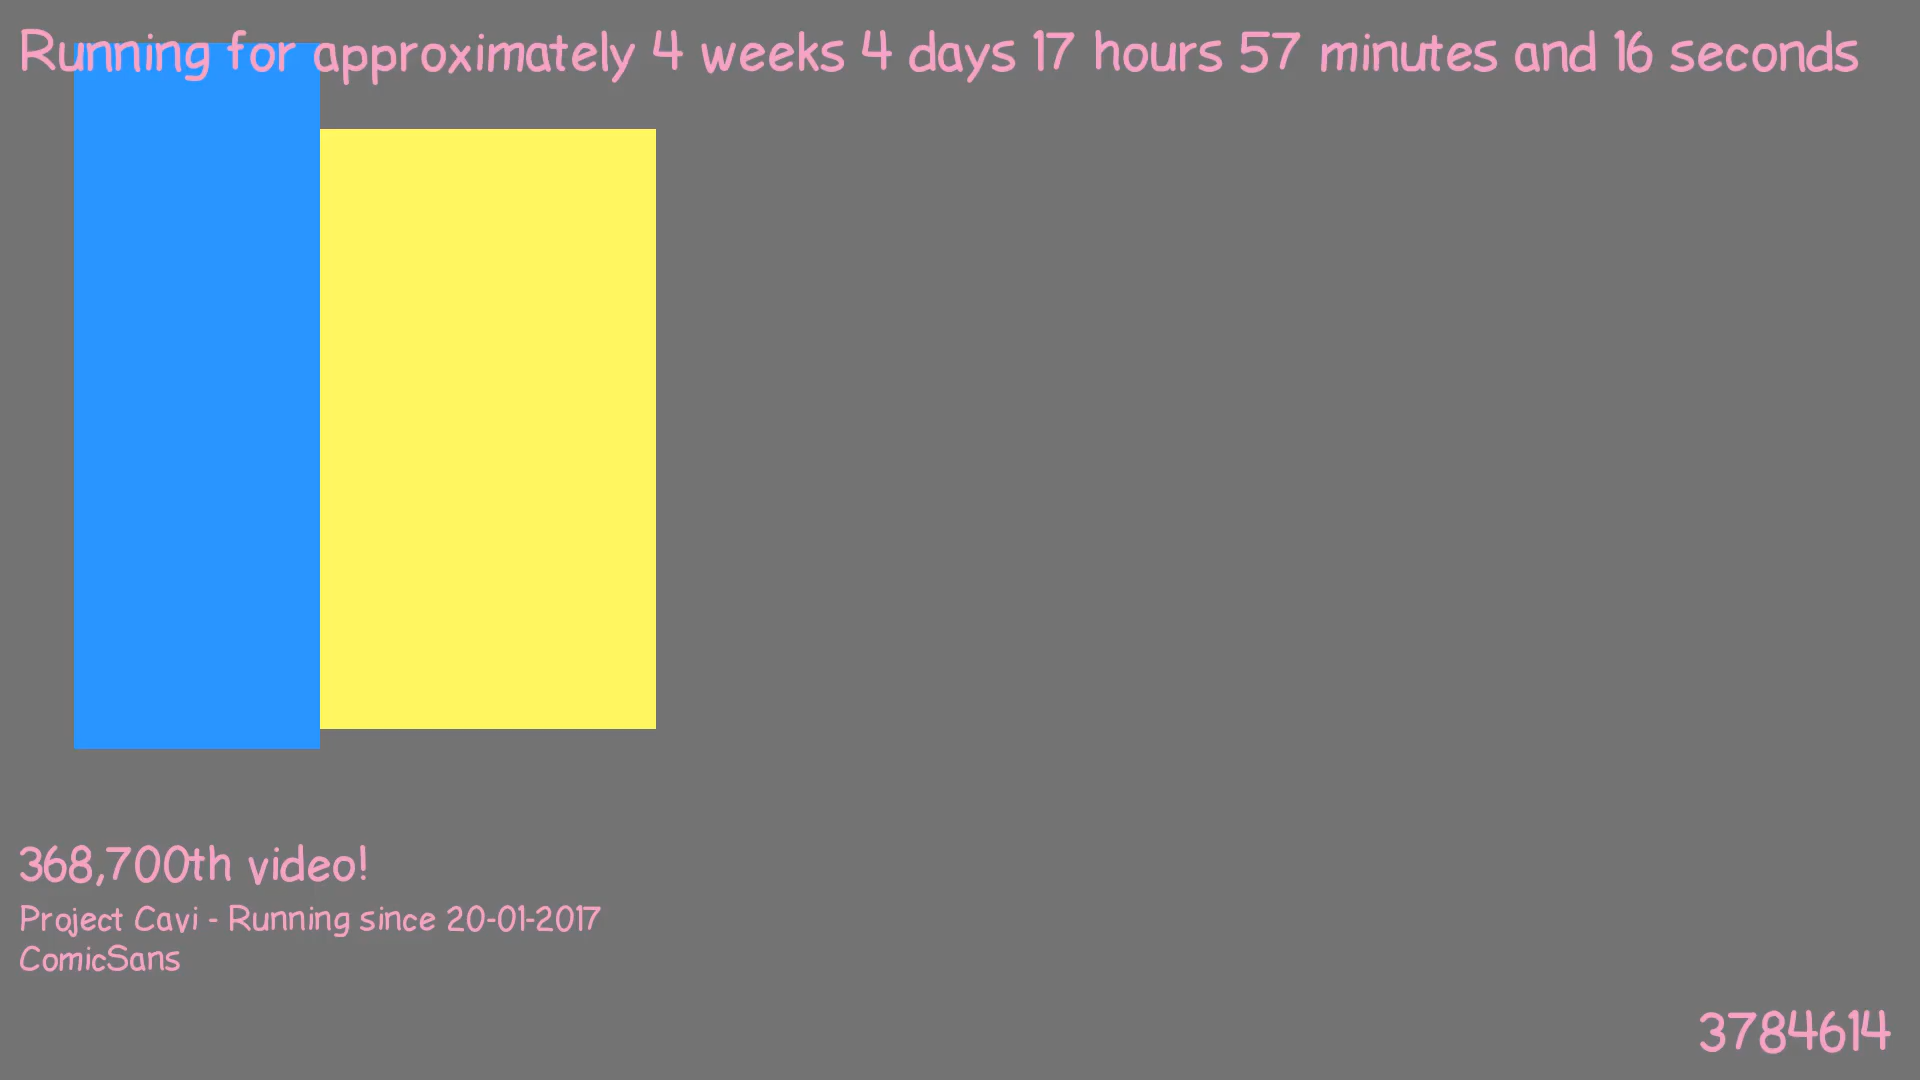 Running for approximately 4 weeks 4 days 17 hours 57 minutes and 16 seconds
368,700th video!
Project Cavi - Running since 20-01-2017
ComicSans
3784614